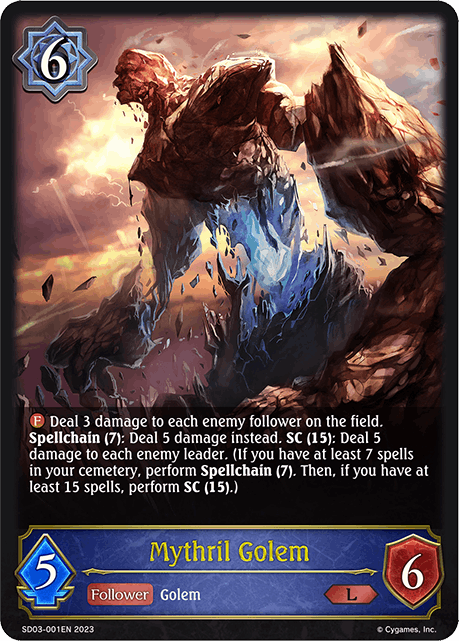 6
F Deal 3 damage to each enemy follower on the field.
Spellchain (7): Deal 5 damage instead. SC (15): Deal 5
damage to each enemy leader. (If you have at least 7 spells
in your cemetery, perform Spellchain (7). Then, if you have at
least 15 spells, perform SC (15).)
Mythril Golem
5
Follower Golem
L
6
SD03-001EN 2023
© Cygames, Inc.